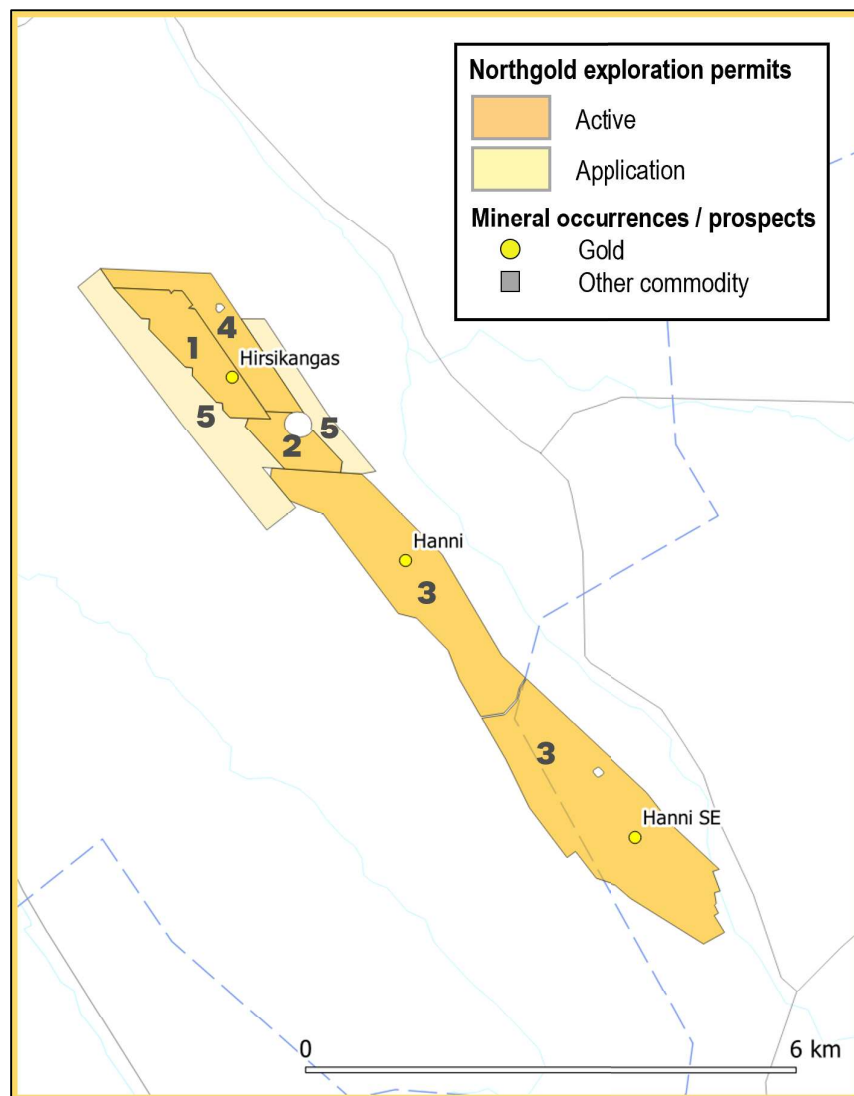 Northgold exploration permits
Active
Application
Mineral occurrences / prospects
Gold
Other commodity
4
1
Hirsikangas
5
5
2
Hanni
3
3
Hanni SE
0
6 km